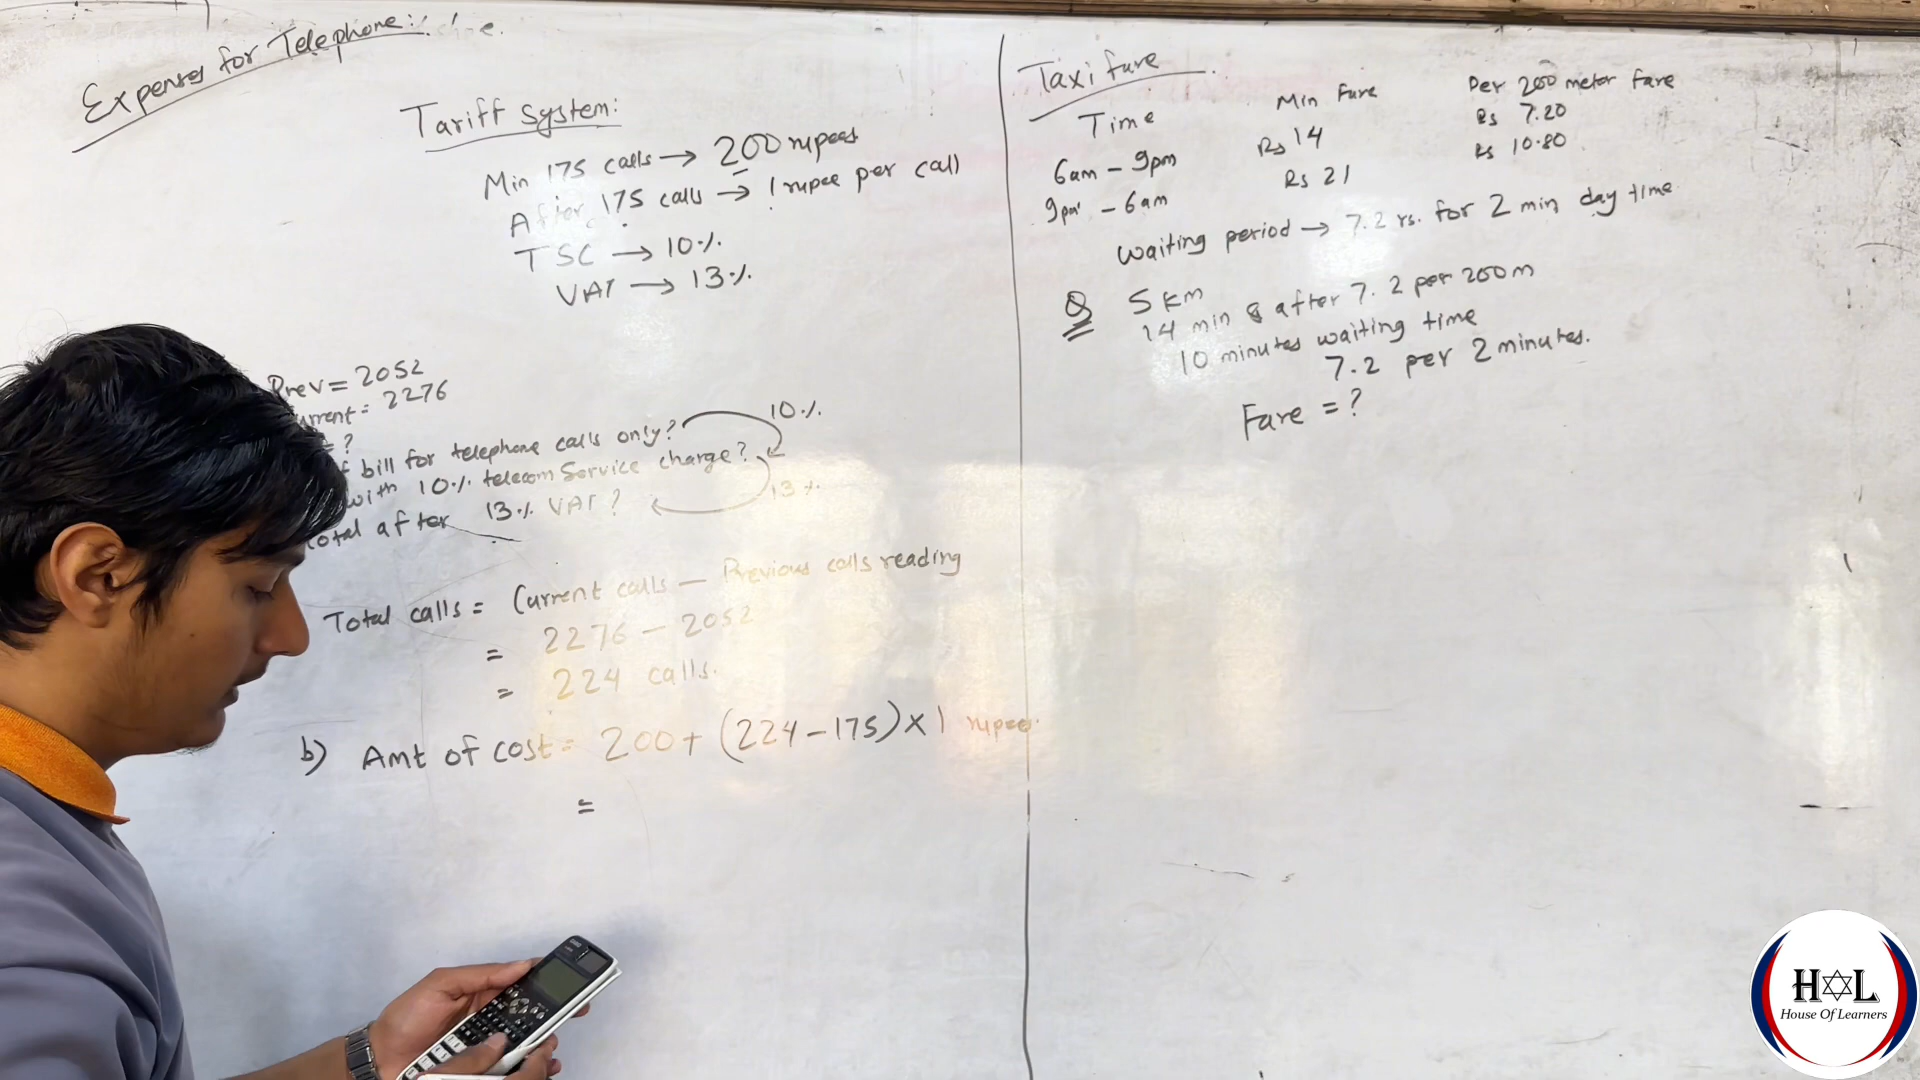 Expenses for Telephone:
Tariff system:
Min 175 calls → 200 rupees
After 175 calls → 1 rupee per call
TSC → 10%
VAT → 13%
Prev = 2052
urrent = 2276
= ?
f bill for telephone calls only? 10%
with 10% telecom Service charge?
13%
total after 13% VAT?
Total calls = Current calls - Previous calls reading
= 2276 - 2052
= 224 calls.
b) Amt of cost = 200 + (224 - 175) × 1 rupee
=
Taxi fare
Time Min Fare Per 200 meter fare
6am - 9pm Rs 14 Rs 7.20
9pm - 6am Rs 21 Rs 10.80
waiting period → 7.2 rs. for 2 min day time
Q 5 km
14 min & after 7.2 per 200m
10 minutes waiting time
7.2 per 2 minutes.
Fare = ?
H L
House Of Learners